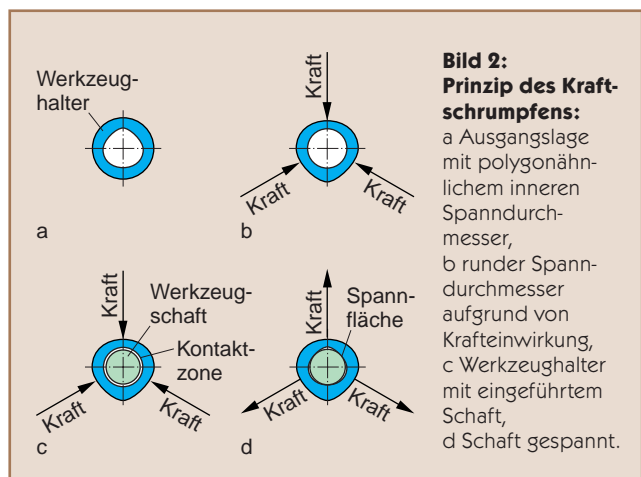 Werkzeug-
halter
a
Kraft
Kraft
Kraft
b
Kraft
Werkzeug-
schaft
Kontakt-
zone
Kraft
Kraft
c
Kraft
Spann-
fläche
Kraft
Kraft
d
Bild 2:
Prinzip des Kraft-
schrumpfens:
a Ausgangslage
mit polygonähn-
lichem inneren
Spanndurch-
messer,
b runder Spann-
durchmesser
aufgrund von
Krafteinwirkung,
c Werkzeughalter
mit eingeführtem
Schaft,
d Schaft gespannt.